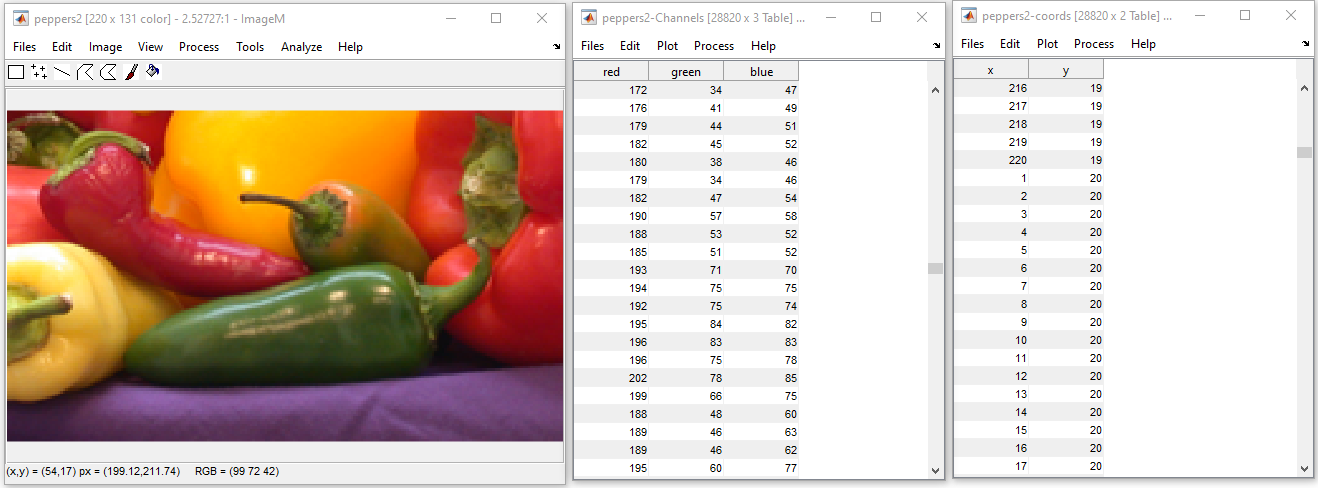 peppers2 [220 x 131 color] - 2.52727:1 - ImageM
Files Edit Image View Process Tools Analyze Help
(x,y) = (54,17) px = (199.12,211.74) RGB = (99 72 42)
peppers2-Channels [28820 x 3 Table] ...
Files Edit Plot Process Help
red green blue
172 34 47
176 41 49
179 44 51
182 45 52
180 38 46
179 34 46
182 47 54
190 57 58
188 53 52
185 51 52
193 71 70
194 75 75
192 75 74
195 84 82
196 83 83
196 75 78
202 78 85
199 66 75
188 48 60
189 46 63
189 46 62
195 60 77
peppers2-coords [28820 x 2 Table] ...
Files Edit Plot Process Help
x y
216 19
217 19
218 19
219 19
220 19
1 20
2 20
3 20
4 20
5 20
6 20
7 20
8 20
9 20
10 20
11 20
12 20
13 20
14 20
15 20
16 20
17 20